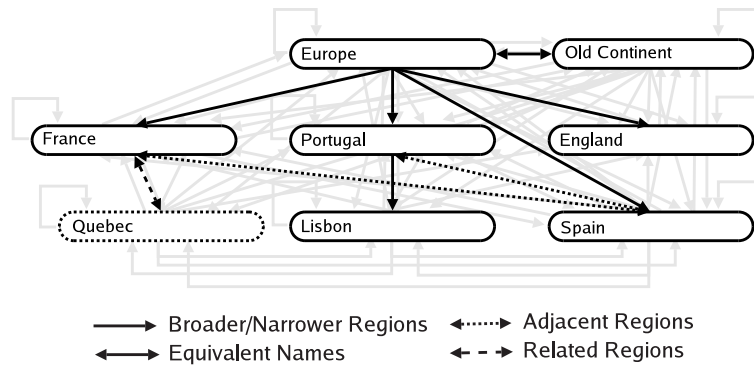 Europe
Old Continent
France
Portugal
England
Quebec
Lisbon
Spain
Broader/Narrower Regions
Adjacent Regions
Equivalent Names
Related Regions